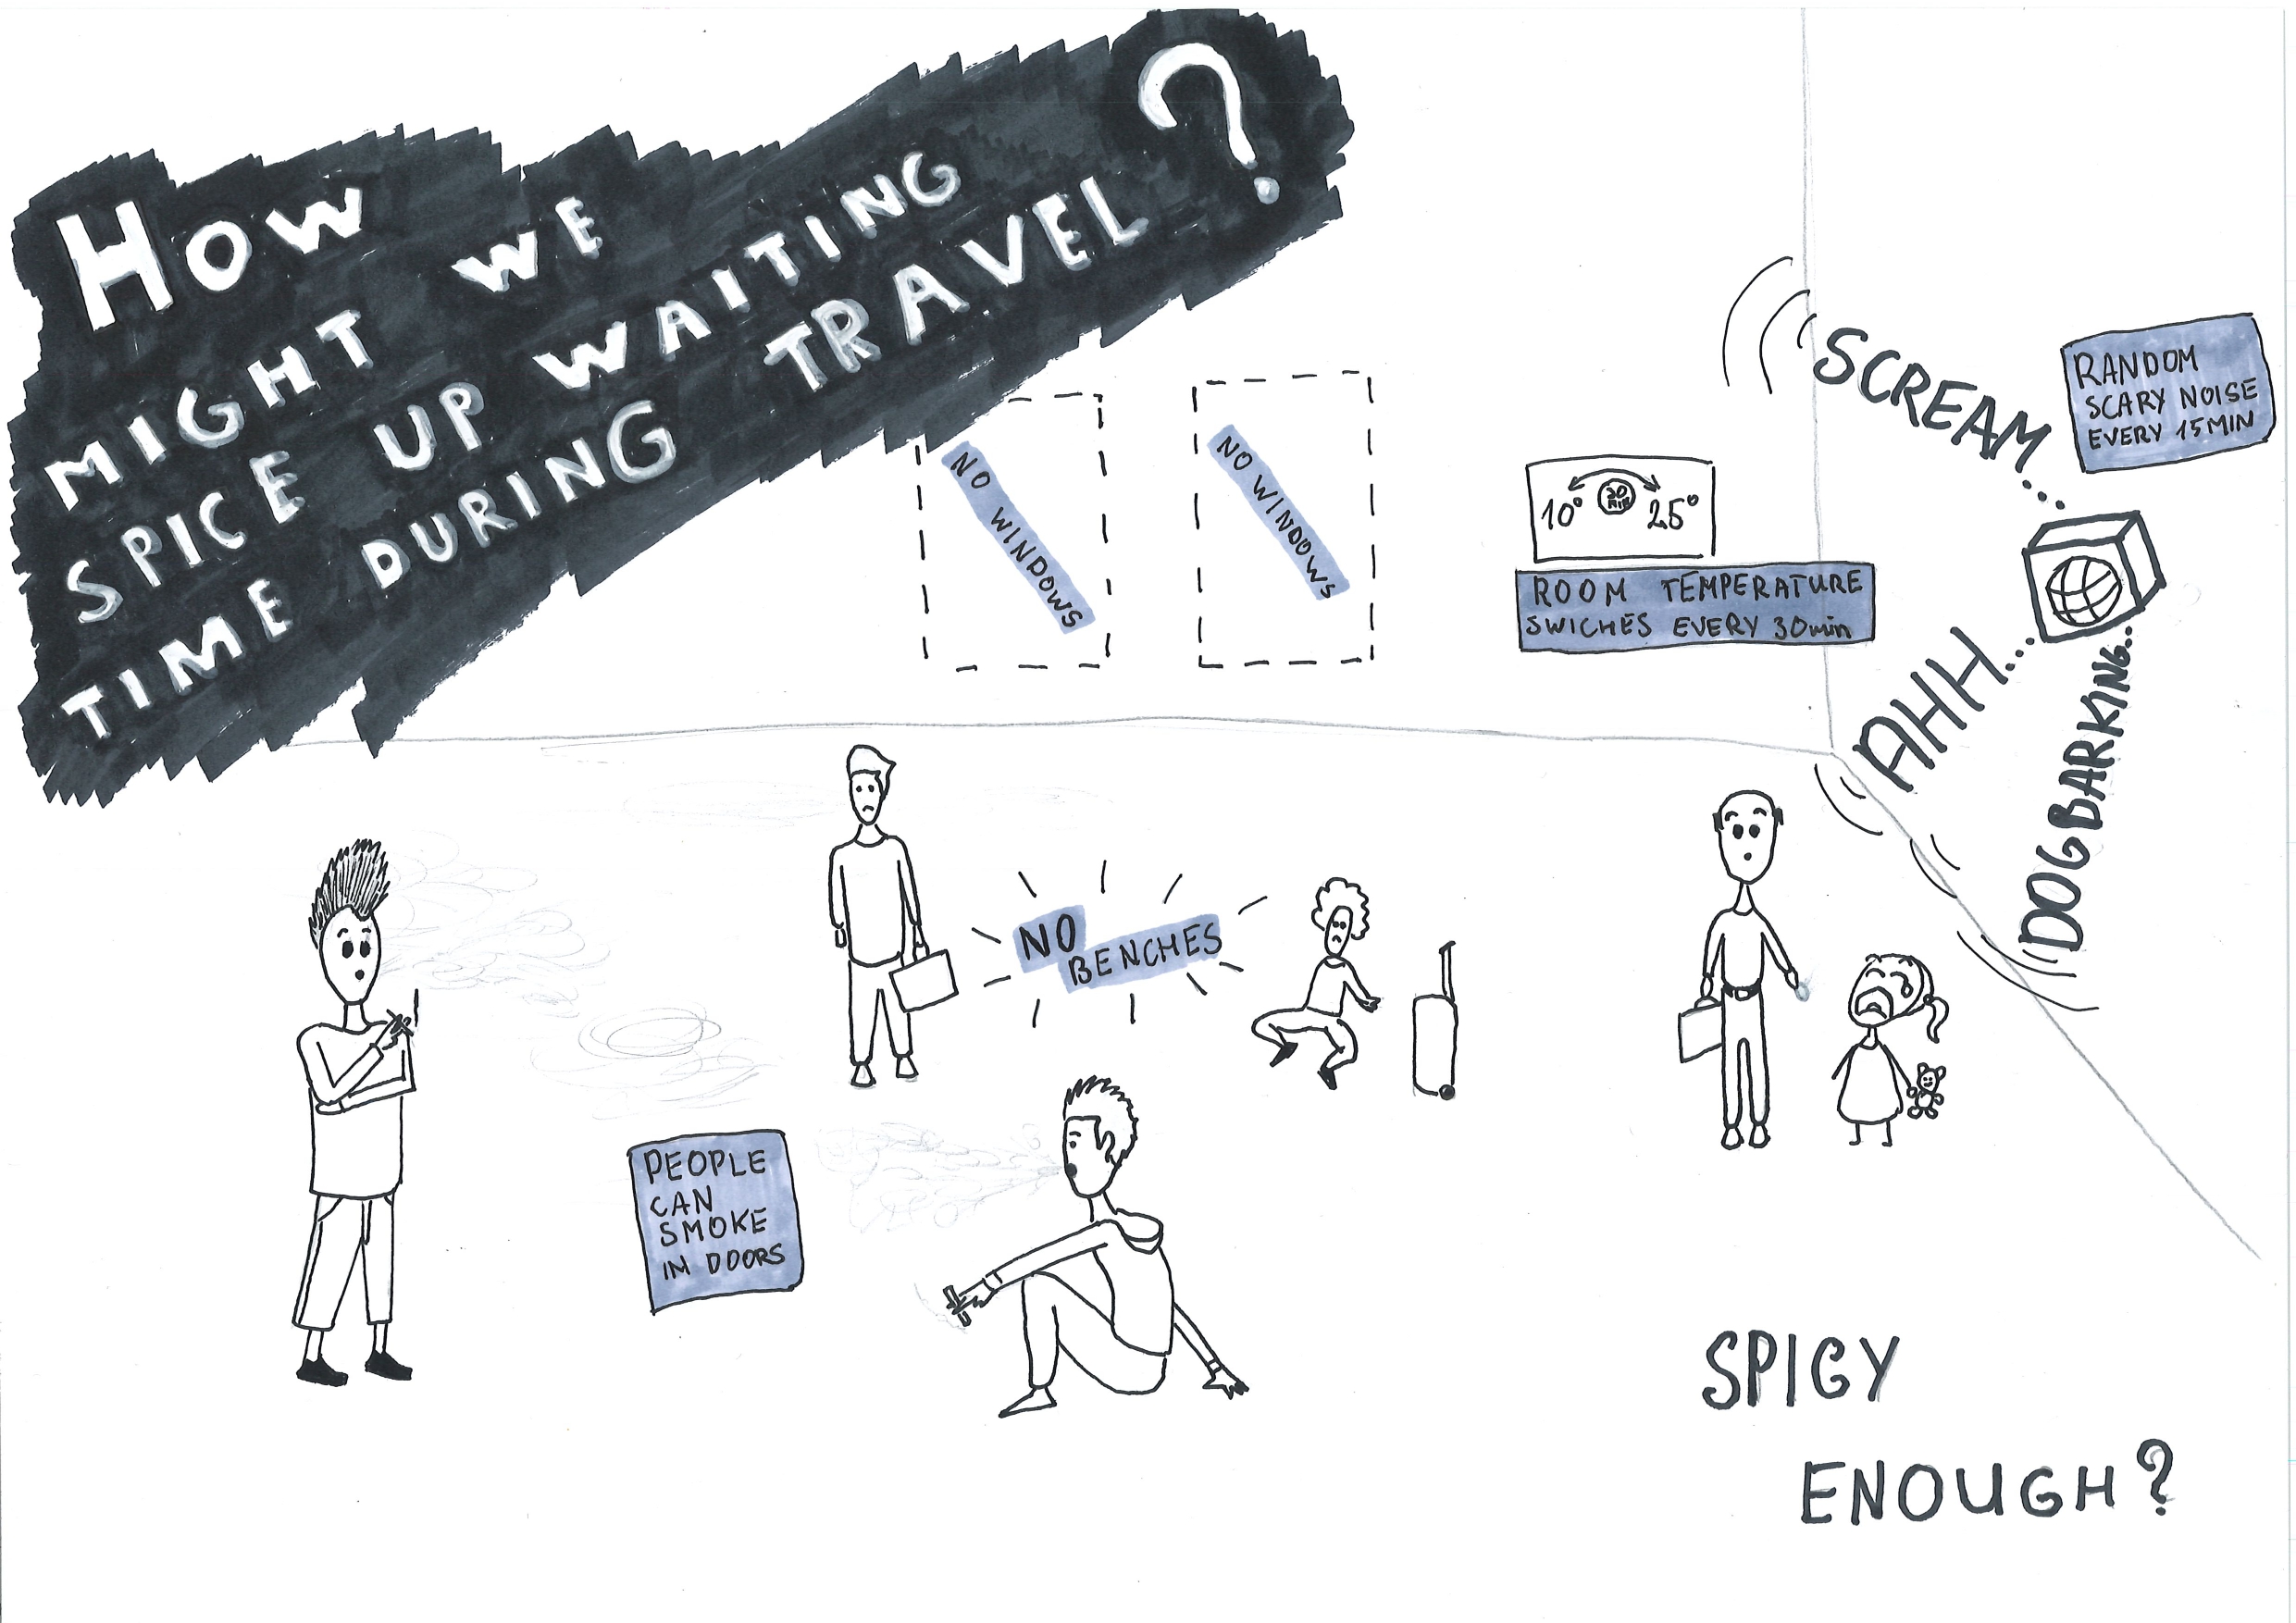 HOW
MIGHT WE
SPICE UP WAITING
TIME DURING TRAVEL?
NO WINDOWS
NO WINDOWS
10° 30 MIN 25°
ROOM TEMPERATURE
SWICHES EVERY 30min
SCREAM...
RANDOM
SCARY NOISE
EVERY 15MIN
AHH...
DOG BARKING...
NO
BENCHES
PEOPLE
CAN
SMOKE
IN DOORS
SPICY
ENOUGH?